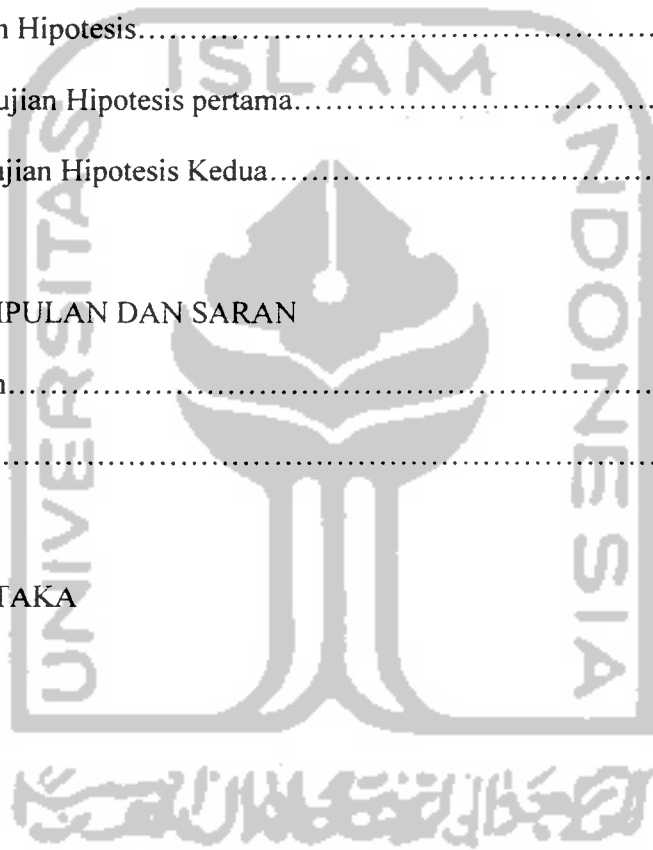 n Hipotesis.......................................................
ujian Hipotesis pertama.......................................
ujian Hipotesis Kedua.........................................
IPULAN DAN SARAN
n.......................................................................
.........................................................................
TAKA
ISLAM
UNIVERSITAS
INDONESIA